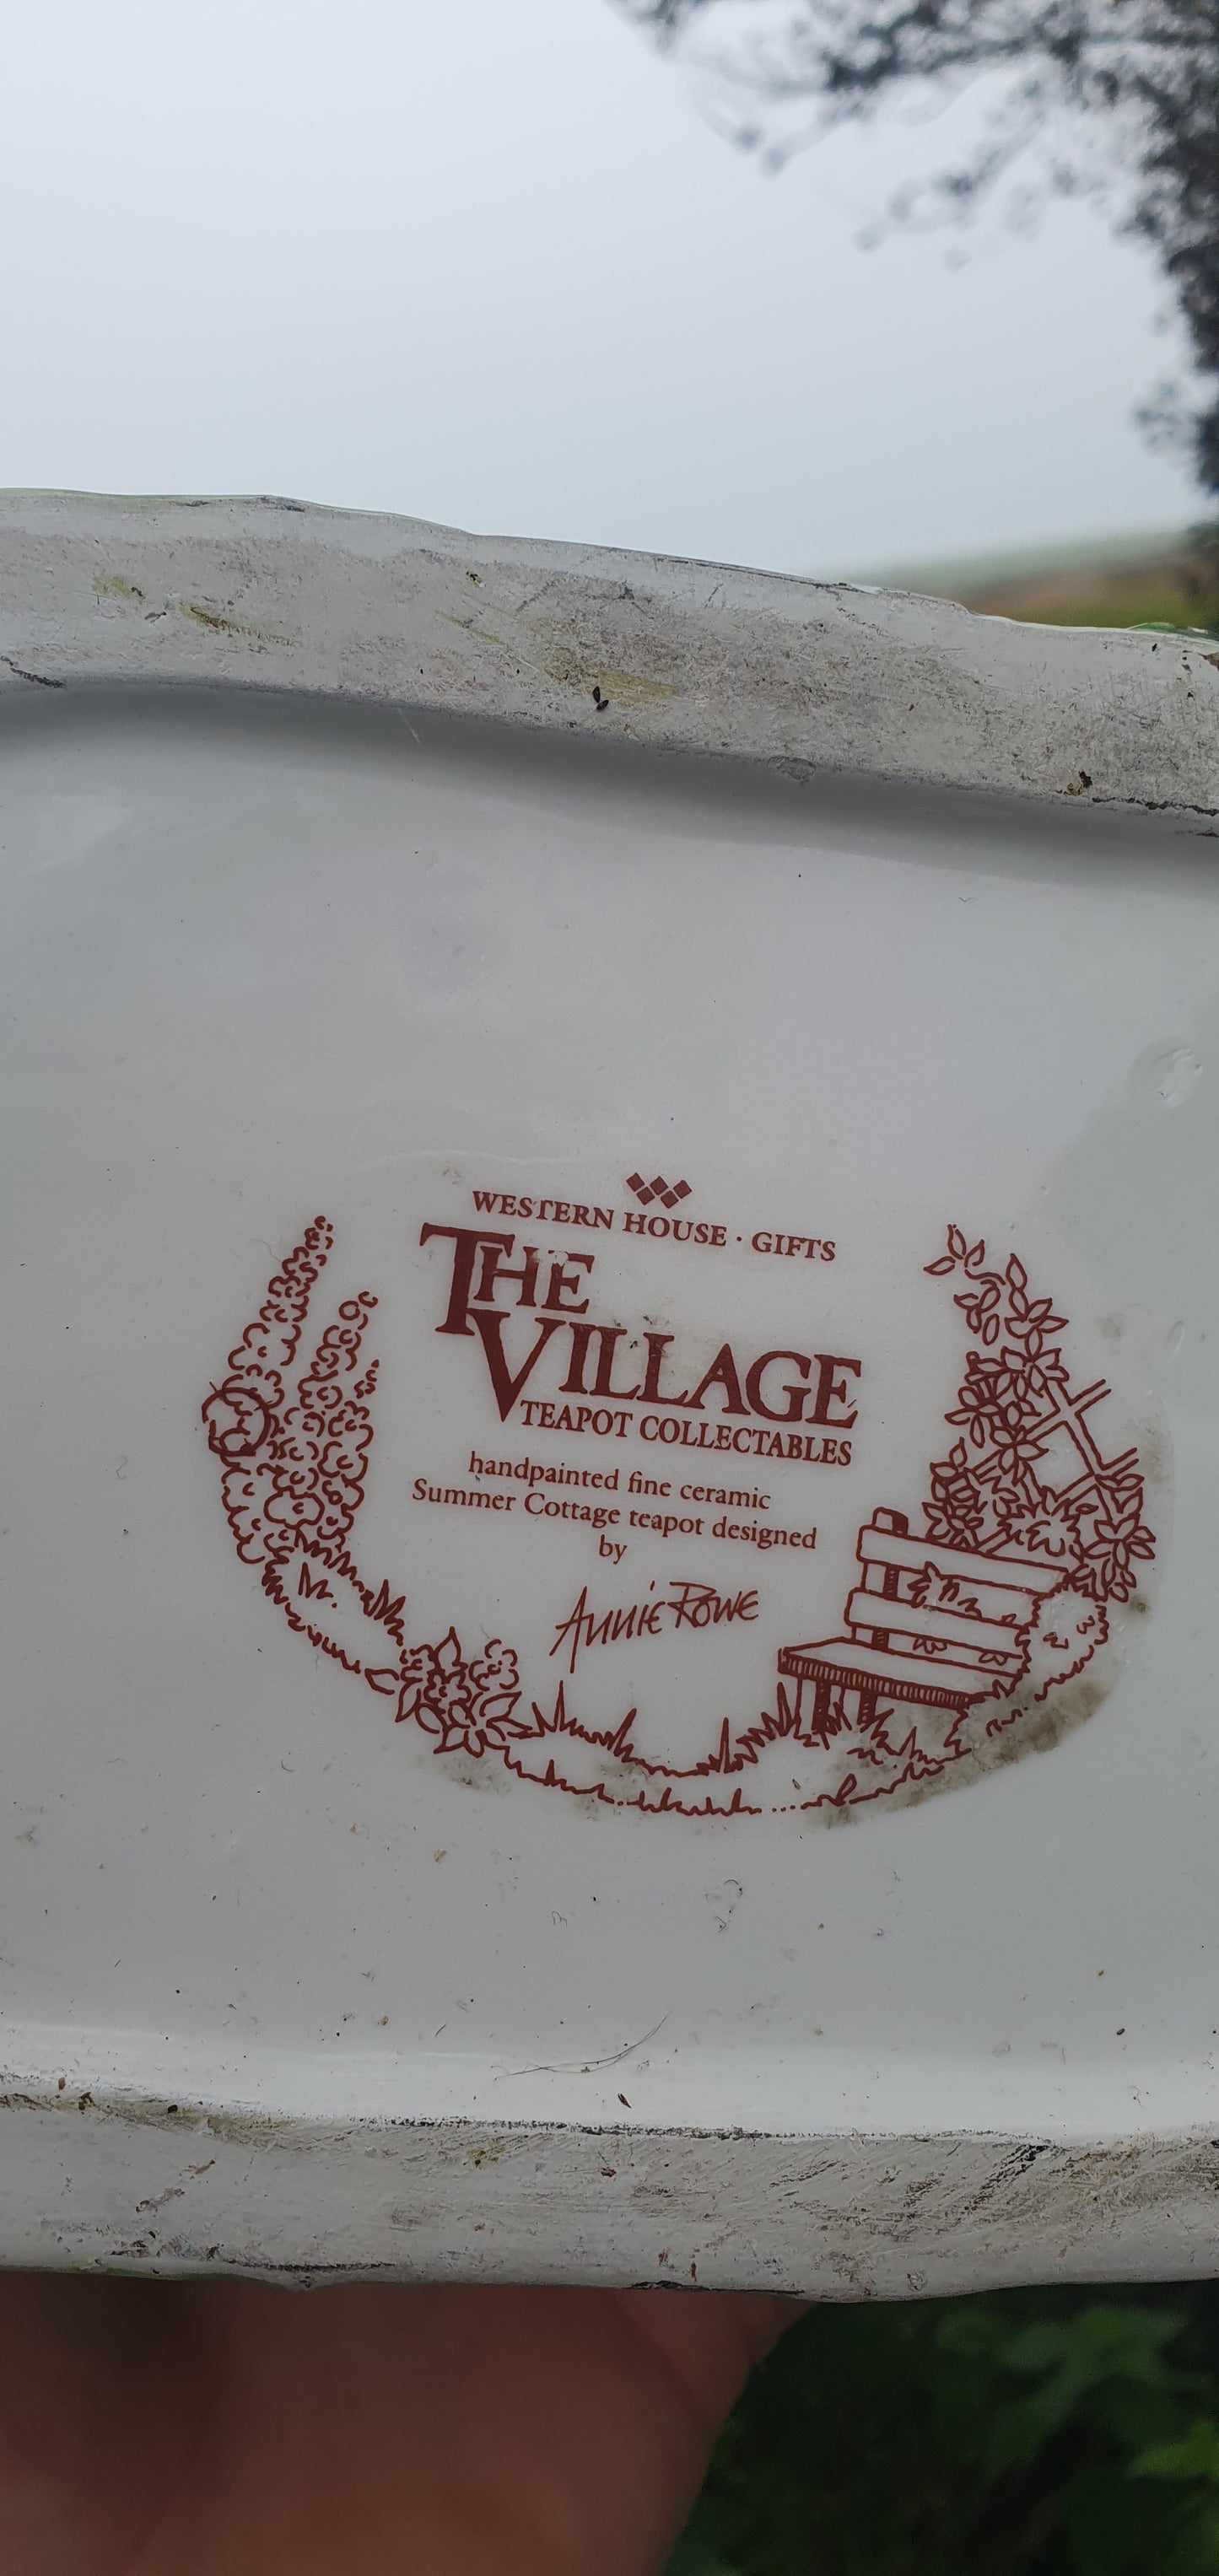 WESTERN HOUSE · GIFTS
THE
VILLAGE
TEAPOT COLLECTABLES
handpainted fine ceramic
Summer Cottage teapot designed
by
Annie Rowe